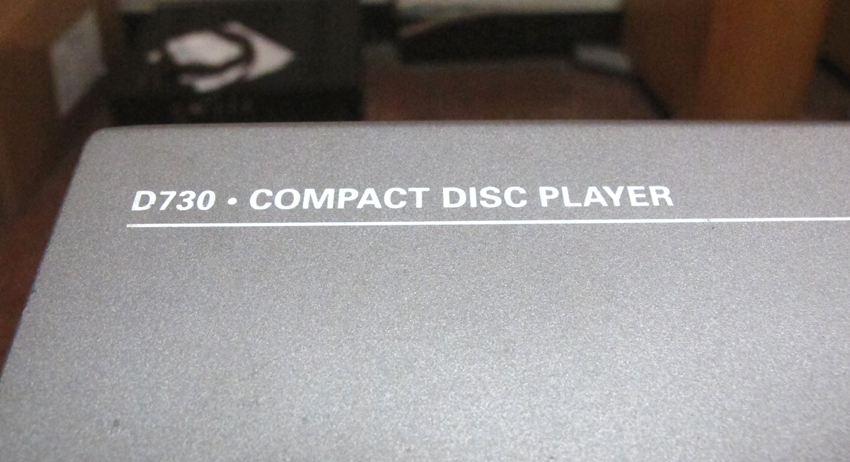 D730 • COMPACT DISC PLAYER